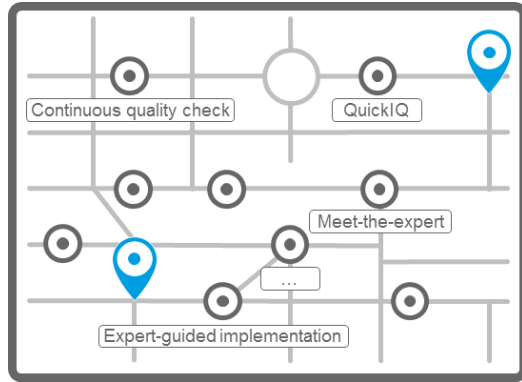 Continuous quality check
QuickIQ
Meet-the-expert
...
Expert-guided implementation